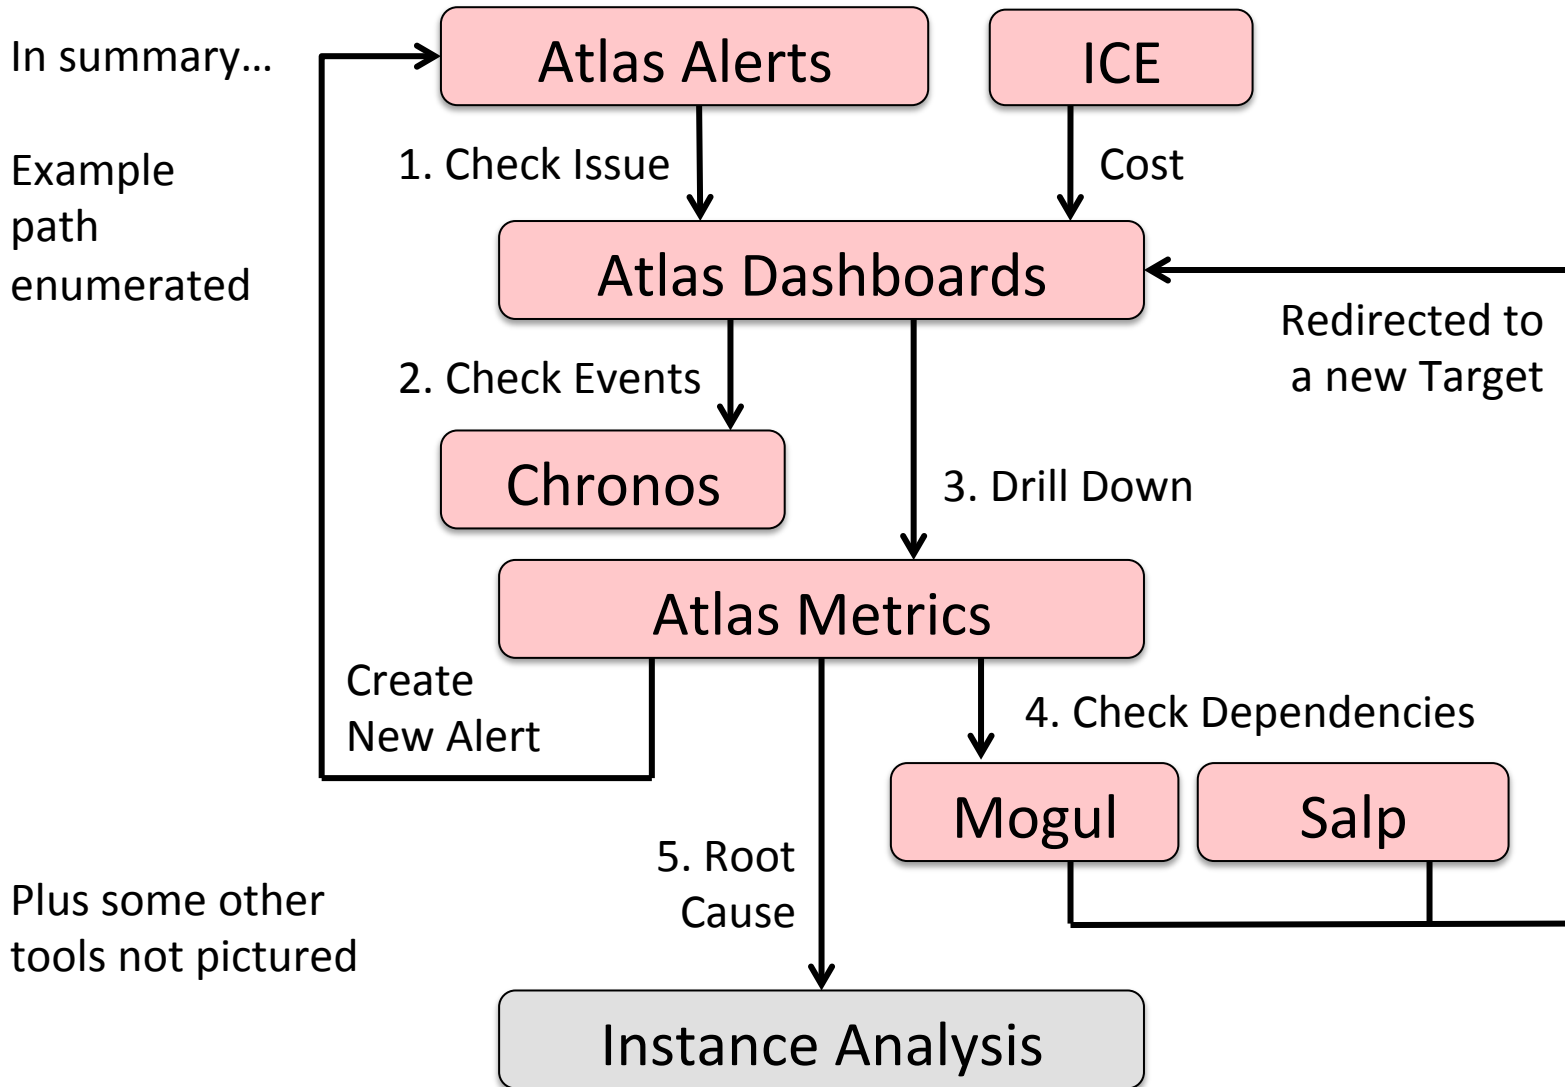 In summary…
Atlas Alerts
ICE
Example
path
enumerated
1. Check Issue
Cost
Atlas Dashboards
Redirected to
a new Target
2. Check Events
Chronos
3. Drill Down
Atlas Metrics
Create
New Alert
4. Check Dependencies
Mogul
Salp
5. Root
Cause
Plus some other
tools not pictured
Instance Analysis